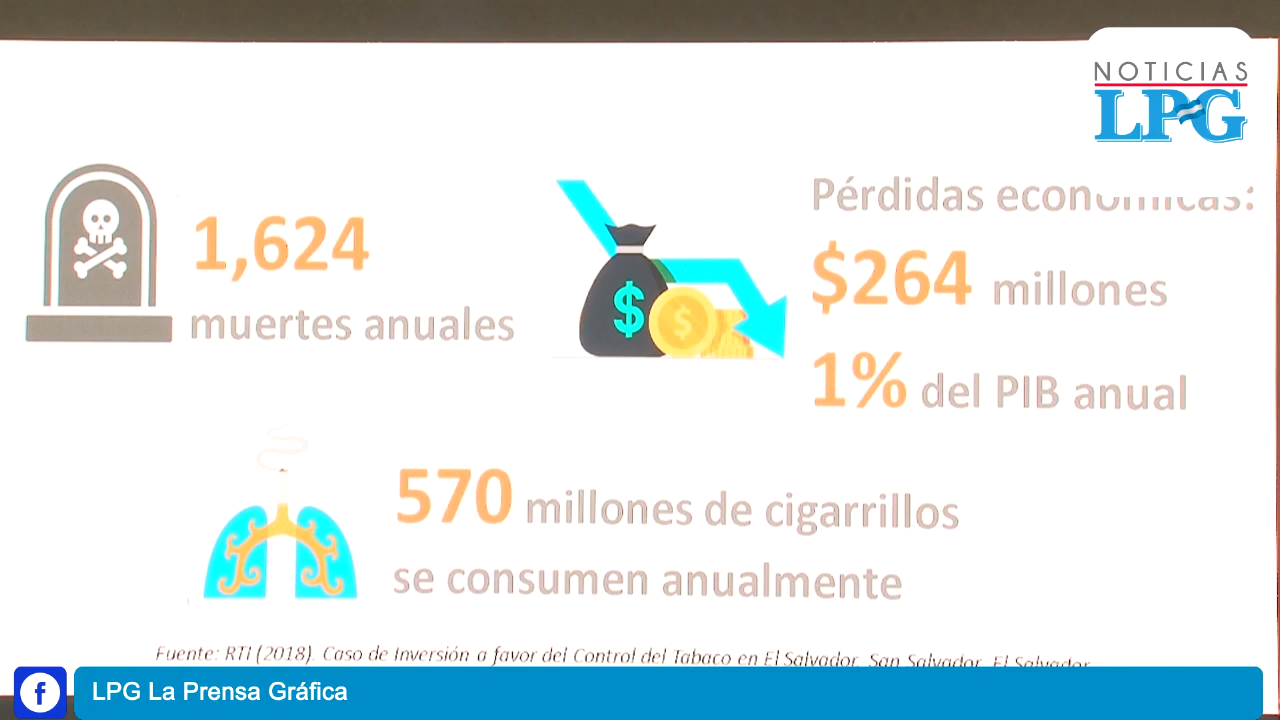 NOTICIAS
LPG
1,624
muertes anuales
Pérdidas económicas:
$264 millones
1% del PIB anual
$
$
570 millones de cigarrillos
se consumen anualmente
Fuente: RTI (2018). Caso de Inversión a favor del Control del Tabaco en El Salvador. San Salvador, El Salvador
f
LPG La Prensa Gráfica